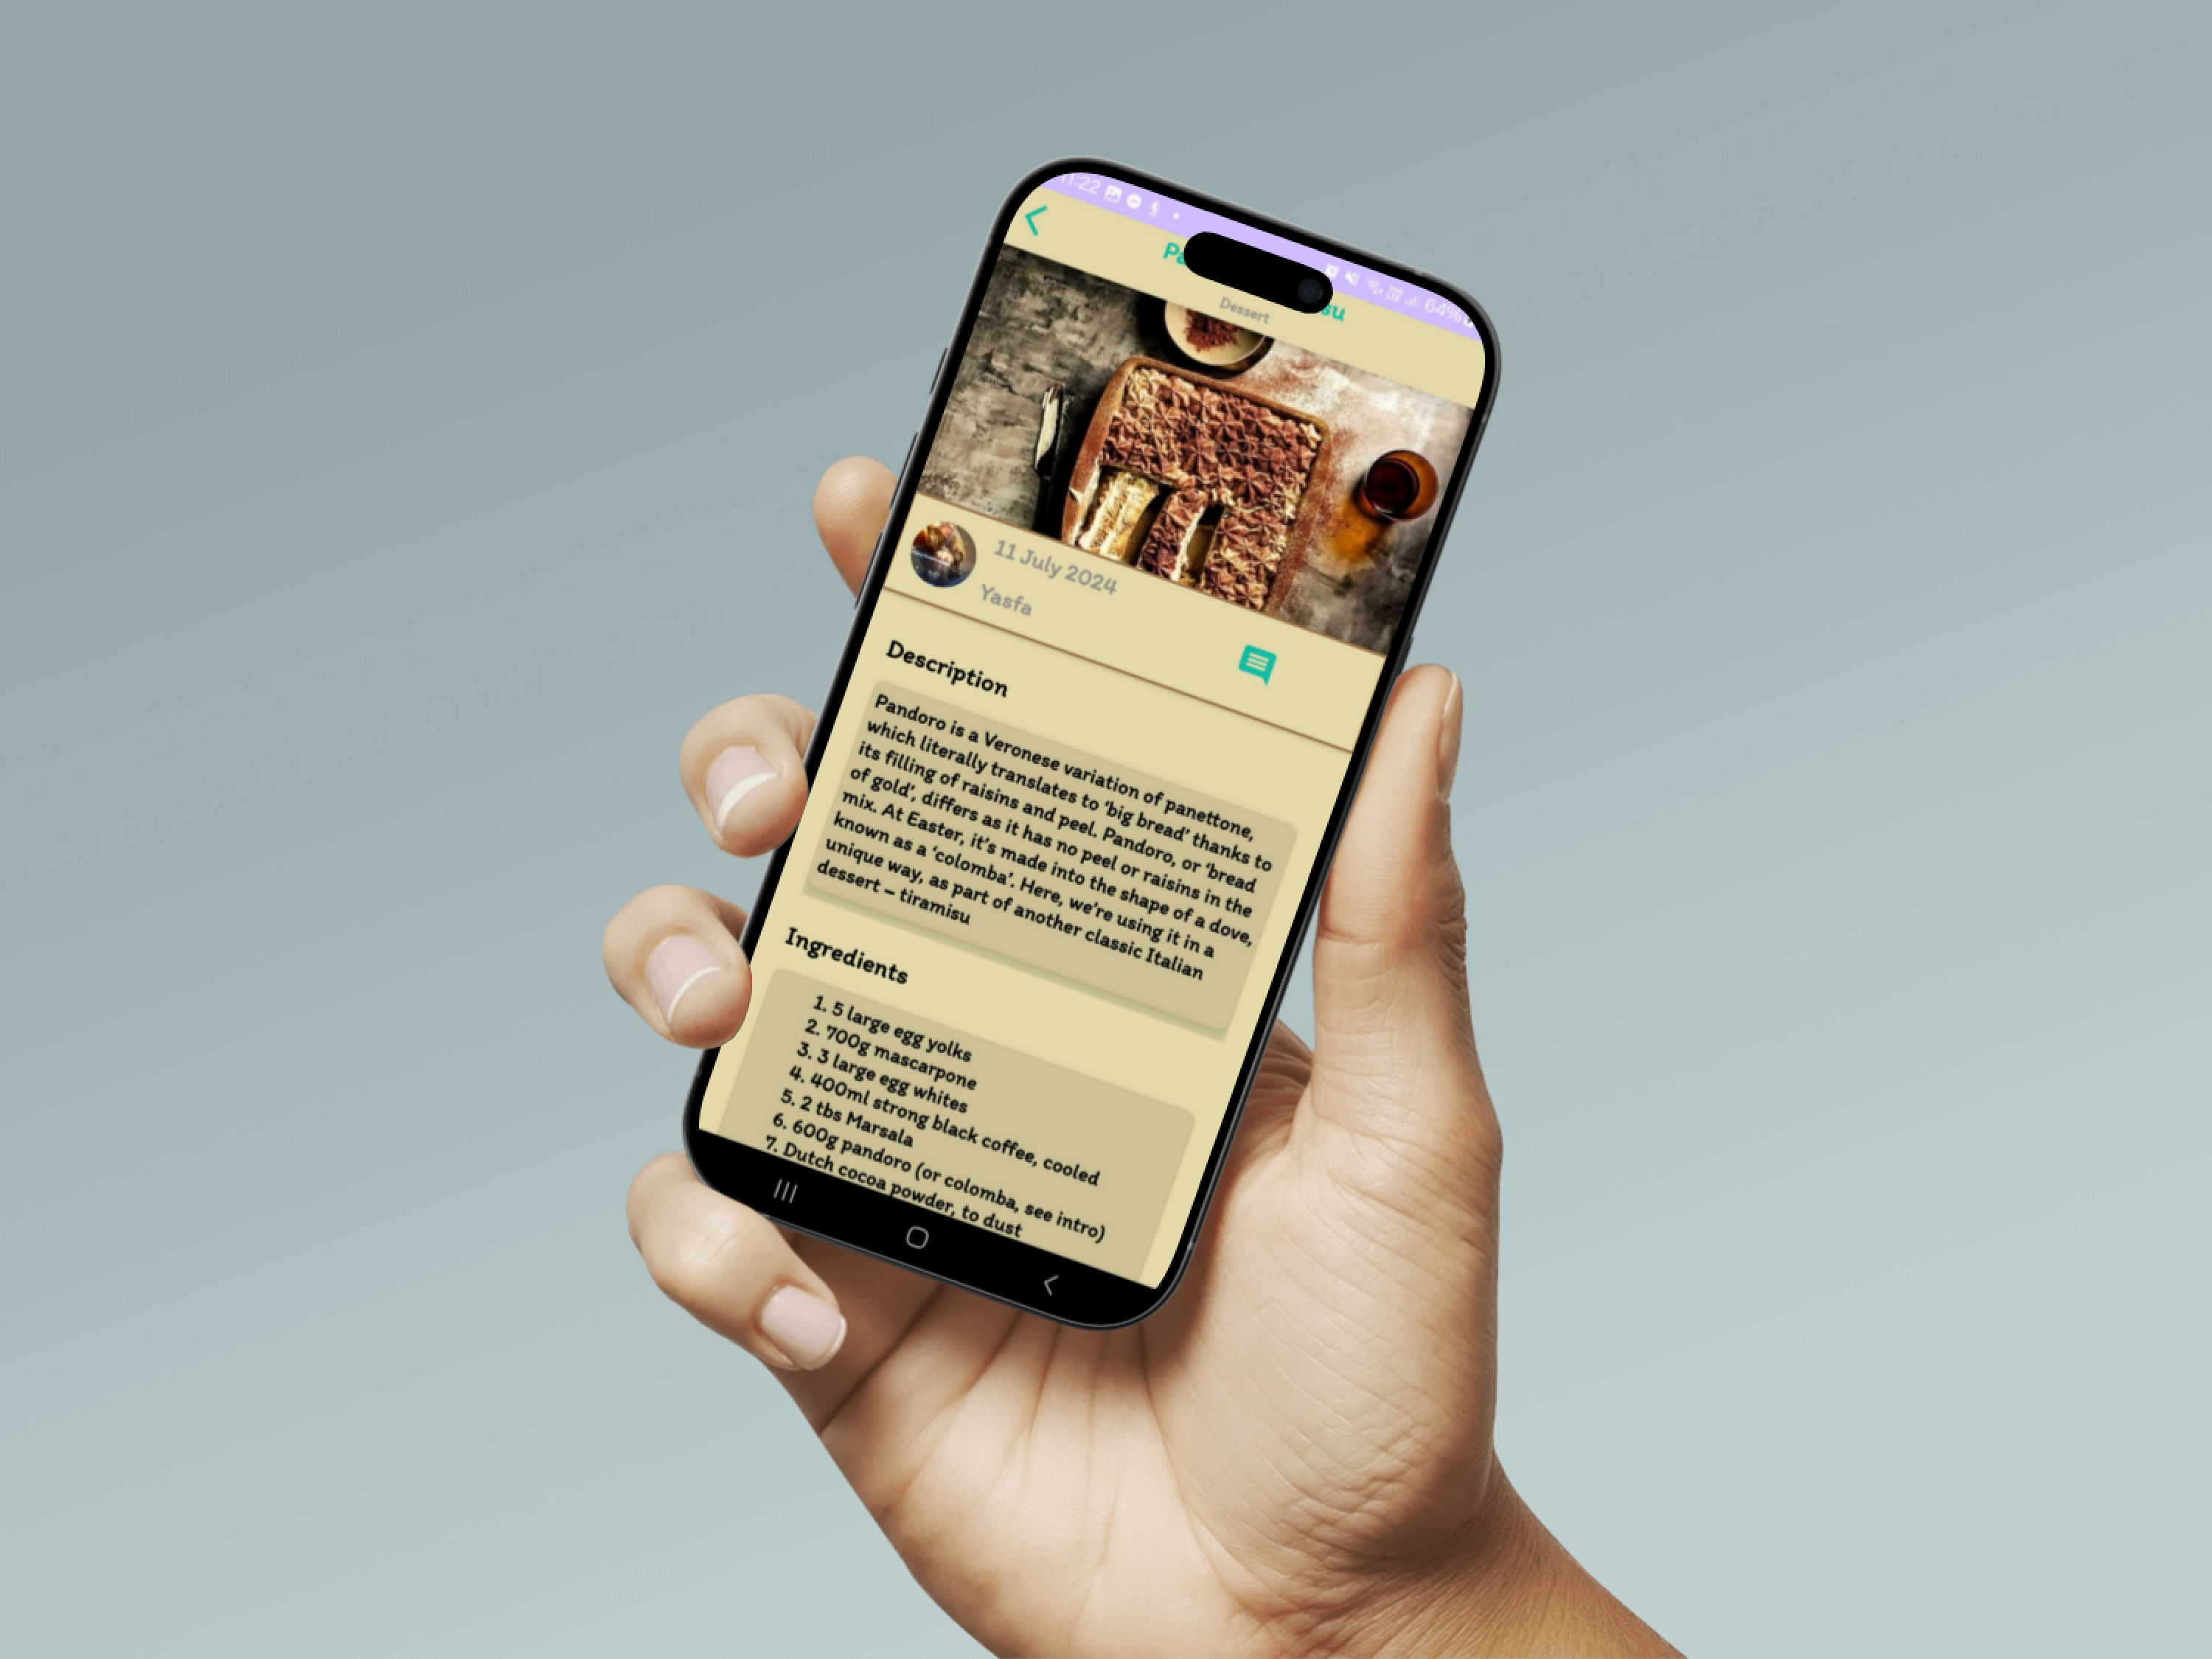 11:22
64%
Dessert
11 July 2024
Yasfa
Description
Pandoro is a Veronese variation of panettone,
which literally translates to ‘big bread’ thanks to
its filling of raisins and peel. Pandoro, or ‘bread
of gold’, differs as it has no peel or raisins in the
mix. At Easter, it’s made into the shape of a dove,
known as a ‘colomba’. Here, we’re using it in a
unique way, as part of another classic Italian
dessert – tiramisu
Ingredients
1. 5 large egg yolks
2. 700g mascarpone
3. 3 large egg whites
4. 400ml strong black coffee, cooled
5. 2 tbs Marsala
6. 600g pandoro (or colomba, see intro)
7. Dutch cocoa powder, to dust